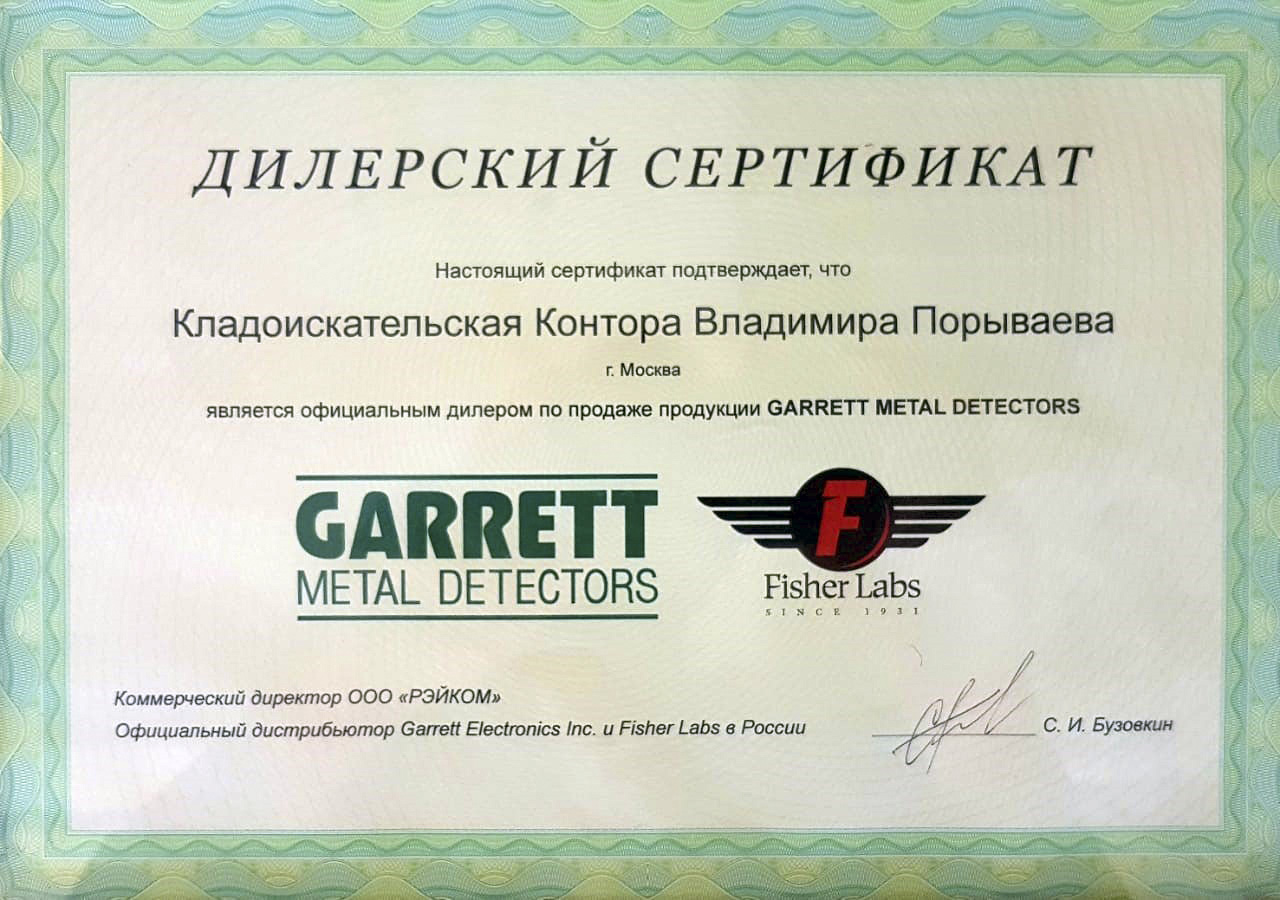 ДИЛЕРСКИЙ СЕРТИФИКАТ
Настоящий сертификат подтверждает, что
Кладоискательская Контора Владимира Порываева
г. Москва
является официальным дилером по продаже продукции GARRETT METAL DETECTORS
GARRETT
METAL DETECTORS
F
Fisher Labs
SINCE 1931
Коммерческий директор ООО «РЭЙКОМ»
Официальный дистрибьютор Garrett Electronics Inc. и Fisher Labs в России
С. И. Бузовкин